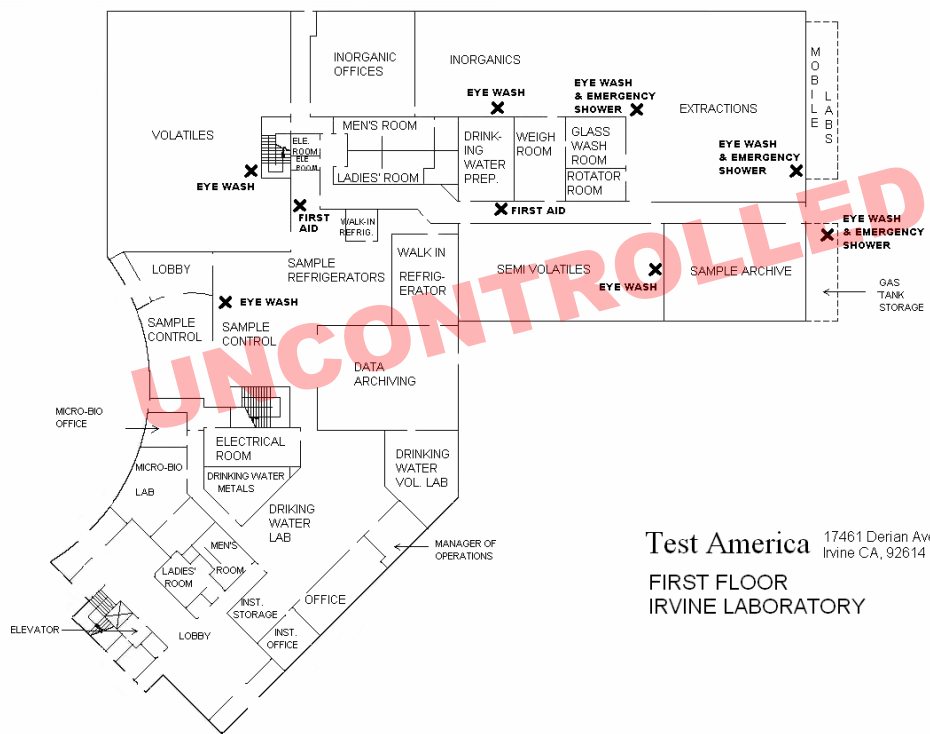 INORGANIC
OFFICES
INORGANICS
EYE WASH
EYE WASH
& EMERGENCY
SHOWER
EXTRACTIONS
MOBILE
LABS
VOLATILES
ELE.
ROOM
ELE.
ROOM
MEN'S ROOM
LADIES' ROOM
DRINK-
ING
WATER
PREP.
WEIGH
ROOM
GLASS
WASH
ROOM
ROTATOR
ROOM
EYE WASH
& EMERGENCY
SHOWER
EYE WASH
FIRST
AID
WALK-IN
REFRIG.
FIRST AID
EYE WASH
& EMERGENCY
SHOWER
LOBBY
SAMPLE
REFRIGERATORS
WALK IN
REFRIG-
ERATOR
SEMI VOLATILES
EYE WASH
SAMPLE ARCHIVE
GAS
TANK
STORAGE
EYE WASH
SAMPLE
CONTROL
SAMPLE
CONTROL
UNCONTROLLED
DATA
ARCHIVING
MICRO-BIO
OFFICE
ELECTRICAL
ROOM
DRINKING WATER
METALS
DRINKING
WATER
VOL. LAB
MICRO-BIO
LAB
DRIKING
WATER
LAB
MEN'S
ROOM
LADIES'
ROOM
MANAGER OF
OPERATIONS
INST.
STORAGE
OFFICE
INST.
OFFICE
ELEVATOR
LOBBY
Test America
17461 Derian Ave
Irvine CA, 92614
FIRST FLOOR
IRVINE LABORATORY